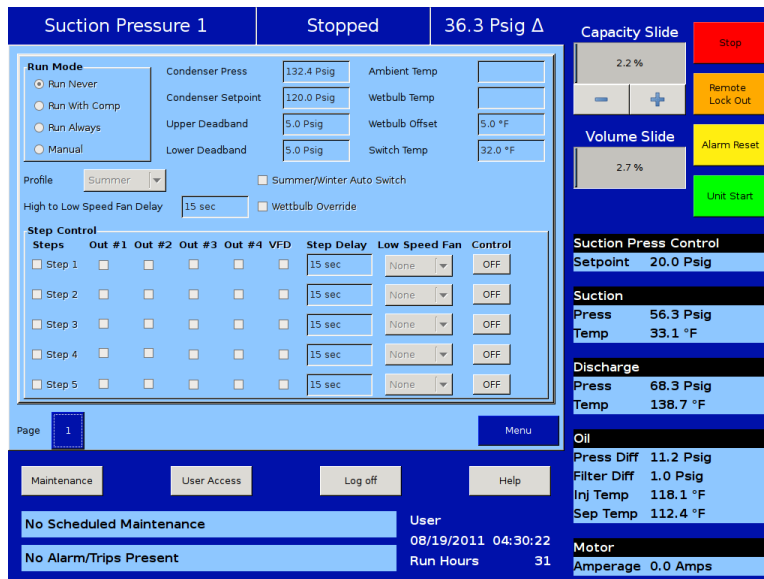 Suction Pressure 1 Stopped 36.3 Psig Δ
Run Mode
Run Never
Run With Comp
Run Always
Manual
Condenser Press 132.4 Psig Ambient Temp
Condenser Setpoint 120.0 Psig Wetbulb Temp
Upper Deadband 5.0 Psig Wetbulb Offset 5.0 °F
Lower Deadband 5.0 Psig Switch Temp 32.0 °F
Profile Summer Summer/Winter Auto Switch
High to Low Speed Fan Delay 15 sec Wettbulb Override
Step Control
Steps Out #1 Out #2 Out #3 Out #4 VFD Step Delay Low Speed Fan Control
Step 1 15 sec None OFF
Step 2 15 sec None OFF
Step 3 15 sec None OFF
Step 4 15 sec None OFF
Step 5 15 sec None OFF
Page 1 Menu
Maintenance User Access Log off Help
No Scheduled Maintenance
No Alarm/Trips Present
User
08/19/2011 04:30:22
Run Hours 31
Capacity Slide
2.2 %
Volume Slide
2.7 %
Stop
Remote
Lock Out
Alarm Reset
Unit Start
Suction Press Control
Setpoint 20.0 Psig
Suction
Press 56.3 Psig
Temp 33.1 °F
Discharge
Press 68.3 Psig
Temp 138.7 °F
Oil
Press Diff 11.2 Psig
Filter Diff 1.0 Psig
Inj Temp 118.1 °F
Sep Temp 112.4 °F
Motor
Amperage 0.0 Amps